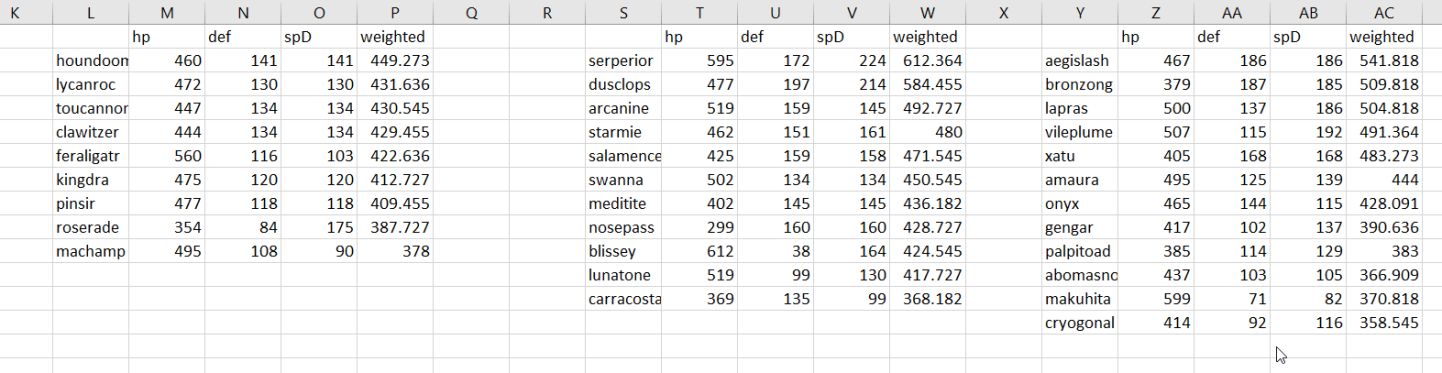 K L M N O P Q R S T U V W X Y Z AA AB AC
hp def spD weighted hp def spD weighted hp def spD weighted
houndoom 460 141 141 449.273 serperior 595 172 224 612.364 aegislash 467 186 186 541.818
lycanroc 472 130 130 431.636 dusclops 477 197 214 584.455 bronzong 379 187 185 509.818
toucannon 447 134 134 430.545 arcanine 519 159 145 492.727 lapras 500 137 186 504.818
clawitzer 444 134 134 429.455 starmie 462 151 161 480 vileplume 507 115 192 491.364
feraligatr 560 116 103 422.636 salamence 425 159 158 471.545 xatu 405 168 168 483.273
kingdra 475 120 120 412.727 swanna 502 134 134 450.545 amaura 495 125 139 444
pinsir 477 118 118 409.455 meditite 402 145 145 436.182 onyx 465 144 115 428.091
roserade 354 84 175 387.727 nosepass 299 160 160 428.727 gengar 417 102 137 390.636
machamp 495 108 90 378 blissey 612 38 164 424.545 palpitoad 385 114 129 383
lunatone 519 99 130 417.727 abomasno 437 103 105 366.909
carracosta 369 135 99 368.182 makuhita 599 71 82 370.818
cryogonal 414 92 116 358.545